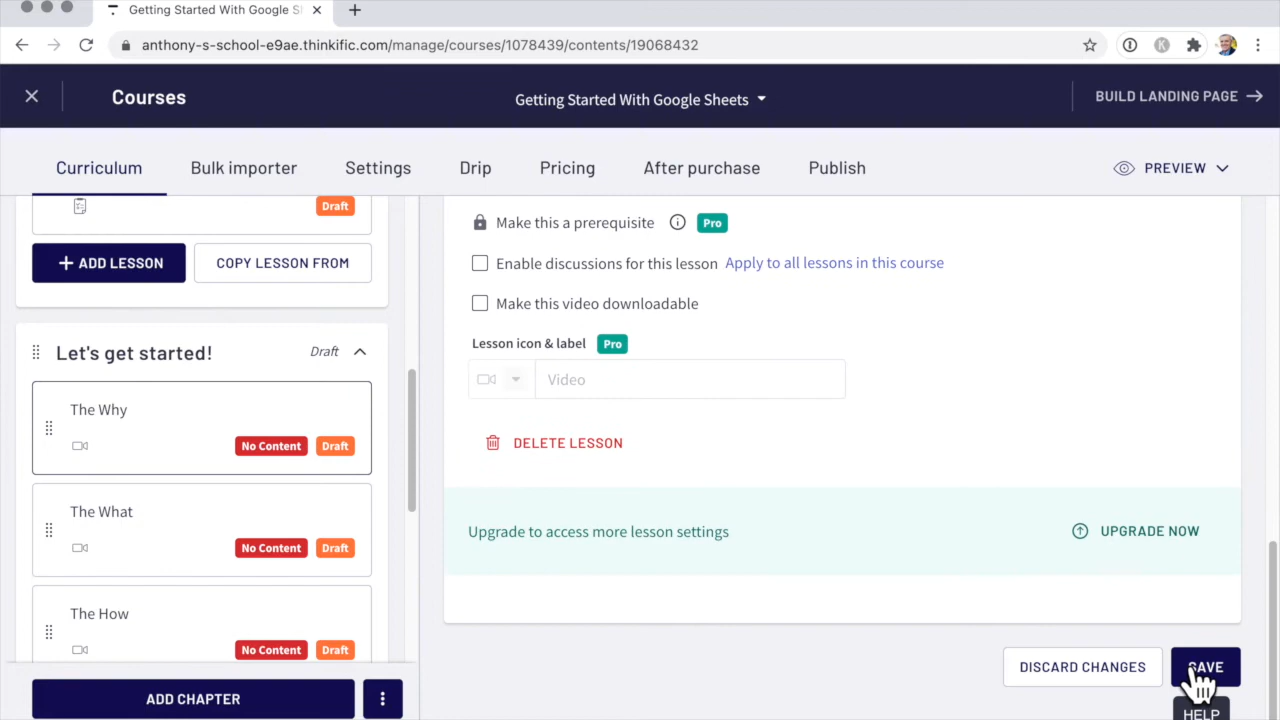 Getting Started With Google S
anthony-s-school-e9ae.thinkific.com/manage/courses/1078439/contents/19068432
Courses
Getting Started With Google Sheets
BUILD LANDING PAGE
Curriculum
Bulk importer
Settings
Drip
Pricing
After purchase
Publish
PREVIEW
Draft
+ ADD LESSON
COPY LESSON FROM
Let's get started!
Draft
The Why
No Content
Draft
The What
No Content
Draft
The How
No Content
Draft
ADD CHAPTER
Make this a prerequisite
Pro
Enable discussions for this lesson
Apply to all lessons in this course
Make this video downloadable
Lesson icon & label
Pro
Video
DELETE LESSON
Upgrade to access more lesson settings
UPGRADE NOW
DISCARD CHANGES
SAVE
HELP